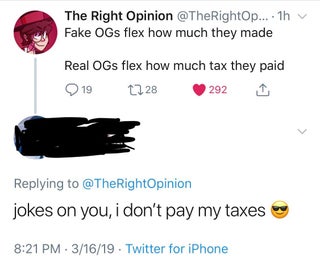 The Right Opinion @TheRightOp... · 1h
Fake OGs flex how much they made
Real OGs flex how much tax they paid
19 28 292
Replying to @TheRightOpinion
jokes on you, i don’t pay my taxes 😎
8:21 PM · 3/16/19 · Twitter for iPhone